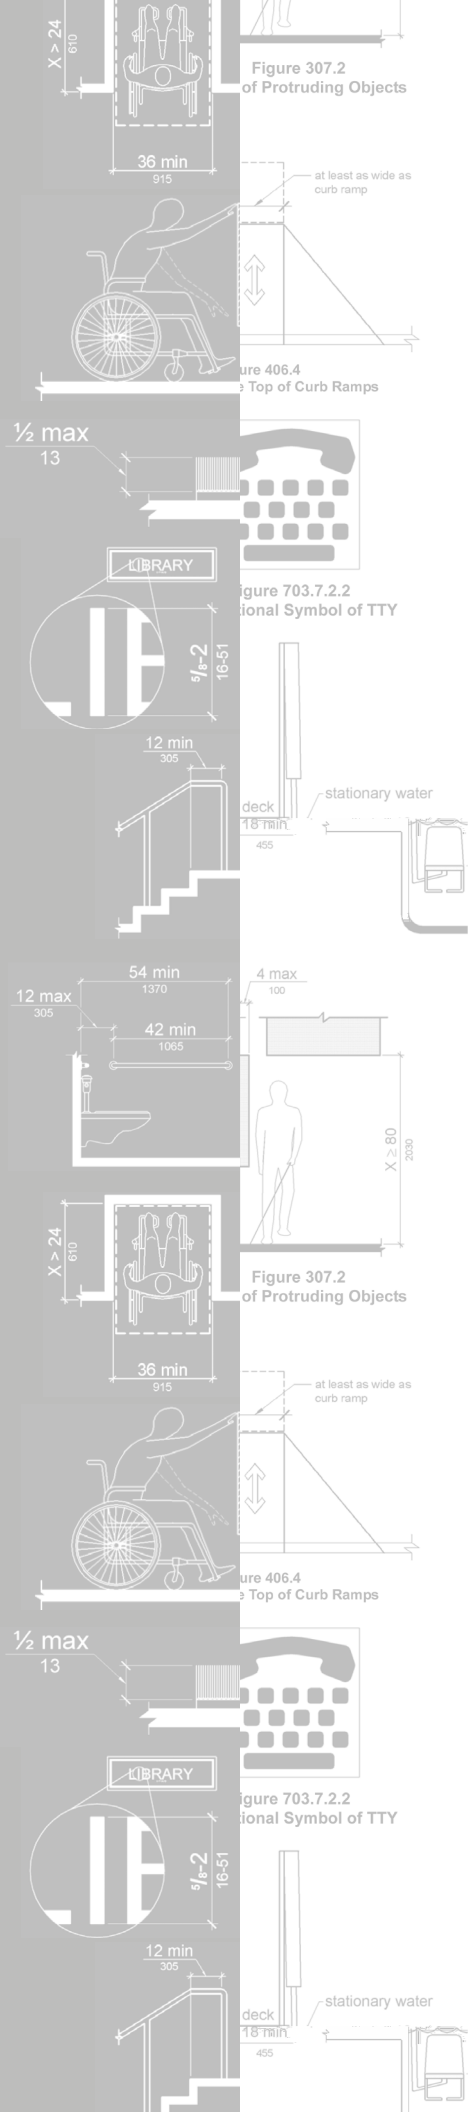 X > 24
610
Figure 307.2
of Protruding Objects
36 min
915
at least as wide as
curb ramp
ure 406.4
e Top of Curb Ramps
½ max
13
LIBRARY
igure 703.7.2.2
tional Symbol of TTY
5/8-2
16-51
12 min
305
stationary water
deck
18 min
455
54 min
1370
4 max
100
12 max
305
42 min
1065
X ≥ 80
2030
X > 24
610
Figure 307.2
of Protruding Objects
36 min
915
at least as wide as
curb ramp
ure 406.4
e Top of Curb Ramps
½ max
13
LIBRARY
igure 703.7.2.2
tional Symbol of TTY
5/8-2
16-51
12 min
305
stationary water
deck
18 min
455